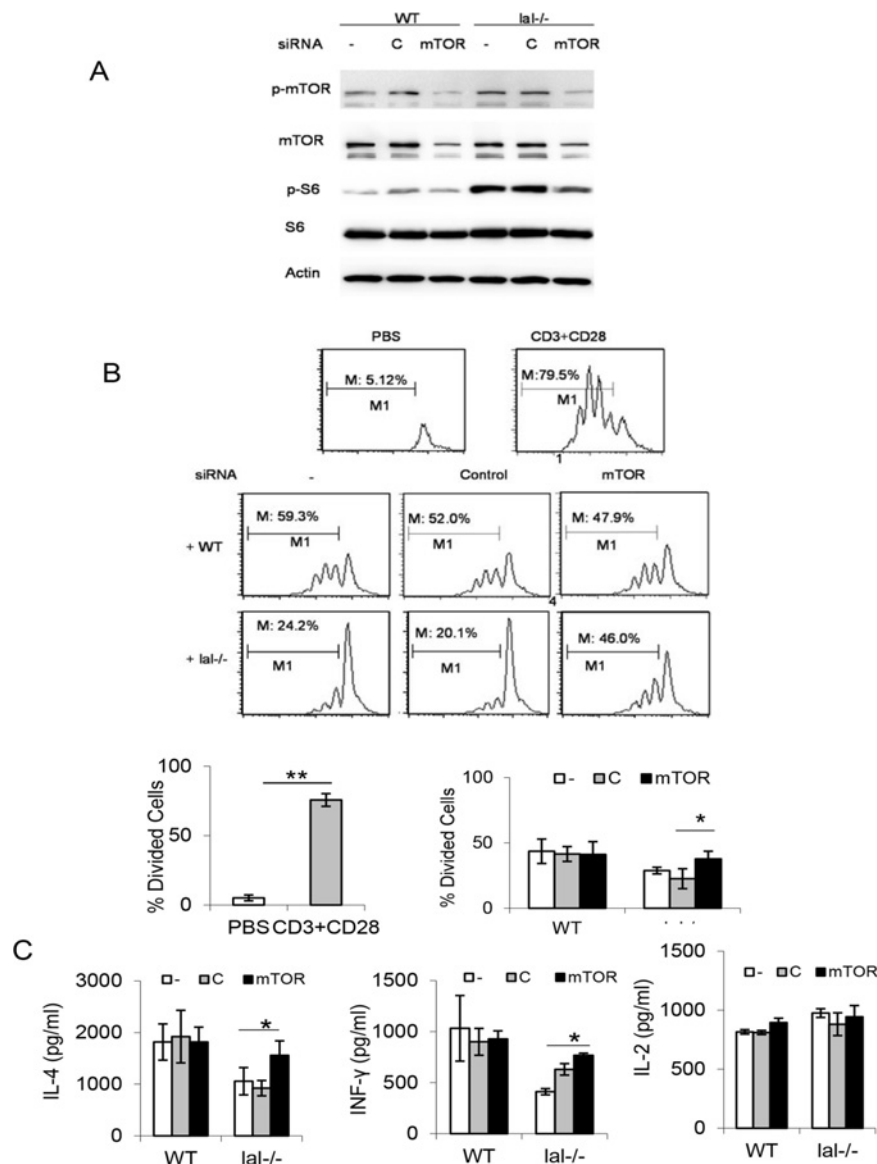 WT lal-/-
siRNA - C mTOR - C mTOR
A
p-mTOR
mTOR
p-S6
S6
Actin
PBS CD3+CD28
B
M: 5.12% M:79.5%
M1 M1
1
siRNA - Control mTOR
+ WT
M: 59.3% M: 52.0% M: 47.9%
M1 M1 M1
4
+ lal-/-
M: 24.2% M: 20.1% M: 46.0%
M1 M1 M1
% Divided Cells
100
50
0
**
PBS CD3+CD28
% Divided Cells
100
50
0
- C mTOR
*
WT
C
IL-4 (pg/ml)
3000
2000
1000
0
- C mTOR
*
WT lal-/-
INF-γ (pg/ml)
1500
1000
500
0
- C mTOR
*
WT lal-/-
IL-2 (pg/ml)
1500
1000
500
0
- C mTOR
WT lal-/-